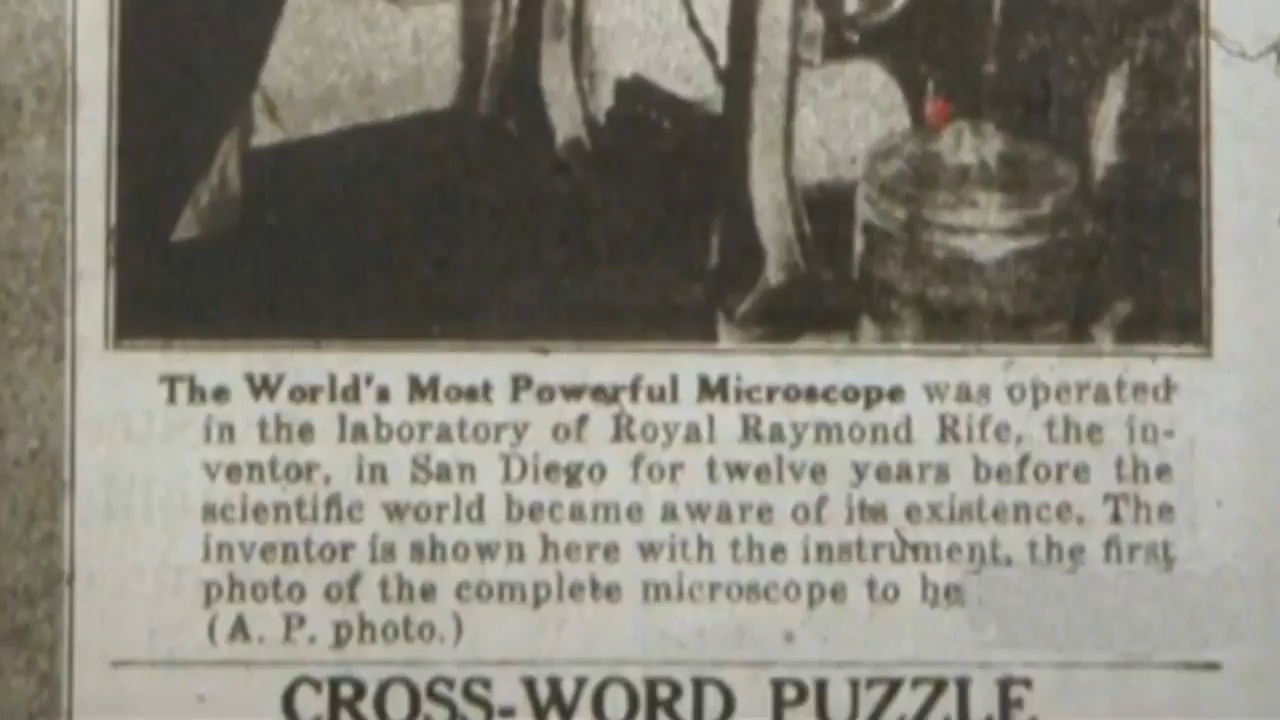 The World's Most Powerful Microscope was operated
in the laboratory of Royal Raymond Rife, the in-
ventor, in San Diego for twelve years before the
scientific world became aware of its existence. The
inventor is shown here with the instrument, the first
photo of the complete microscope to be
(A. P. photo.)
CROSS-WORD PUZZLE